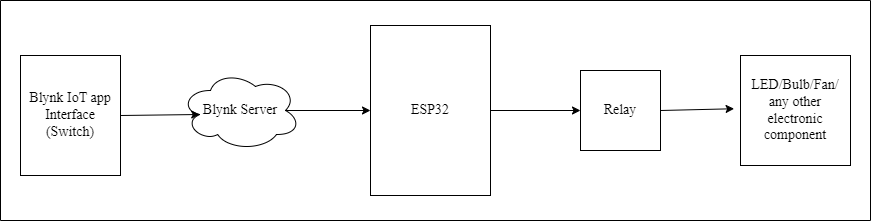 Blynk IoT app
Interface
(Switch)
Blynk Server
ESP32
Relay
LED/Bulb/Fan/
any other
electronic
component